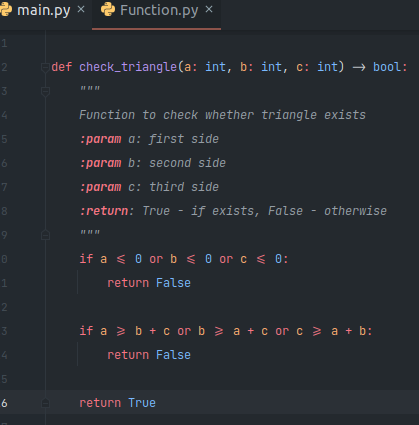 main.py × Function.py ×
1
2 def check_triangle(a: int, b: int, c: int) -> bool:
3 """
4 Function to check whether triangle exists
5 :param a: first side
6 :param b: second side
7 :param c: third side
8 :return: True - if exists, False - otherwise
9 """
0 if a <= 0 or b <= 0 or c <= 0:
1 return False
2
3 if a >= b + c or b >= a + c or c >= a + b:
4 return False
5
6 return True